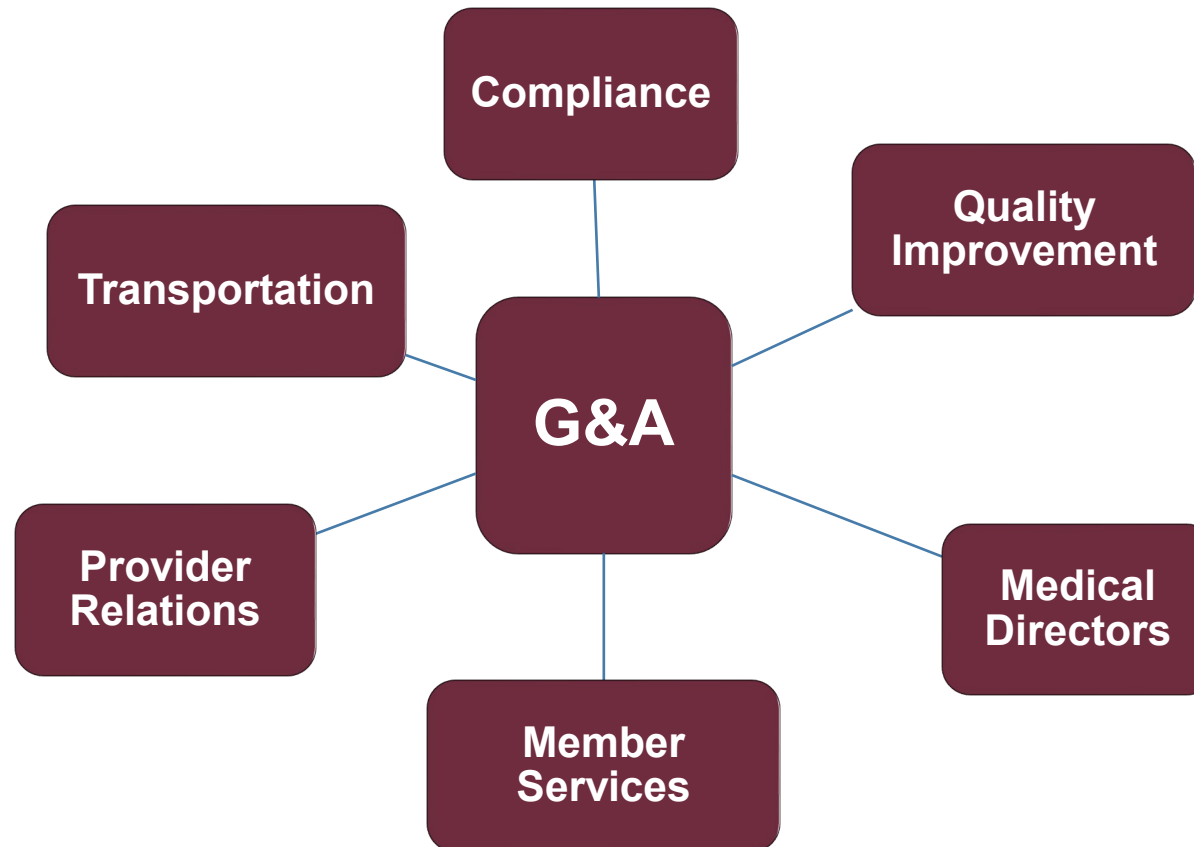 Compliance
Quality
Improvement
Transportation
G&A
Provider
Relations
Medical
Directors
Member
Services